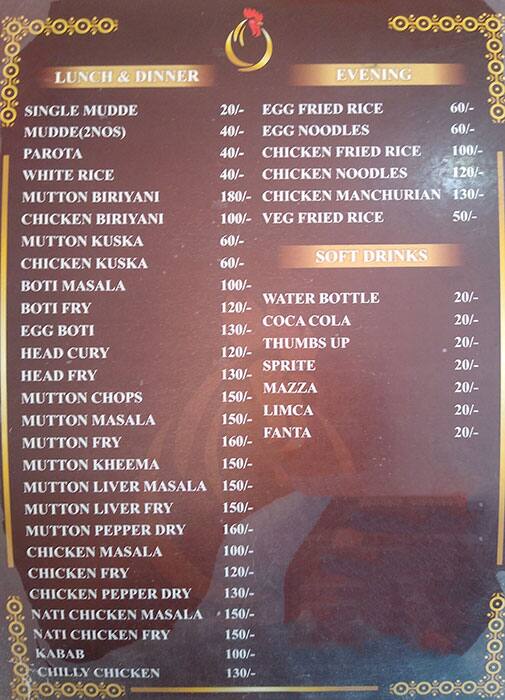 LUNCH & DINNER
SINGLE MUDDE 20/-
MUDDE(2NOS) 40/-
PAROTA 40/-
WHITE RICE 40/-
MUTTON BIRIYANI 180/-
CHICKEN BIRIYANI 100/-
MUTTON KUSKA 60/-
CHICKEN KUSKA 60/-
BOTI MASALA 100/-
BOTI FRY 120/-
EGG BOTI 130/-
HEAD CURY 120/-
HEAD FRY 130/-
MUTTON CHOPS 150/-
MUTTON MASALA 150/-
MUTTON FRY 160/-
MUTTON KHEEMA 150/-
MUTTON LIVER MASALA 150/-
MUTTON LIVER FRY 150/-
MUTTON PEPPER DRY 160/-
CHICKEN MASALA 100/-
CHICKEN FRY 120/-
CHICKEN PEPPER DRY 130/-
NATI CHICKEN MASALA 150/-
NATI CHICKEN FRY 150/-
KABAB 100/-
CHILLY CHICKEN 130/-
EVENING
EGG FRIED RICE 60/-
EGG NOODLES 60/-
CHICKEN FRIED RICE 100/-
CHICKEN NOODLES 120/-
CHICKEN MANCHURIAN 130/-
VEG FRIED RICE 50/-
SOFT DRINKS
WATER BOTTLE 20/-
COCA COLA 20/-
THUMBS UP 20/-
SPRITE 20/-
MAZZA 20/-
LIMCA 20/-
FANTA 20/-